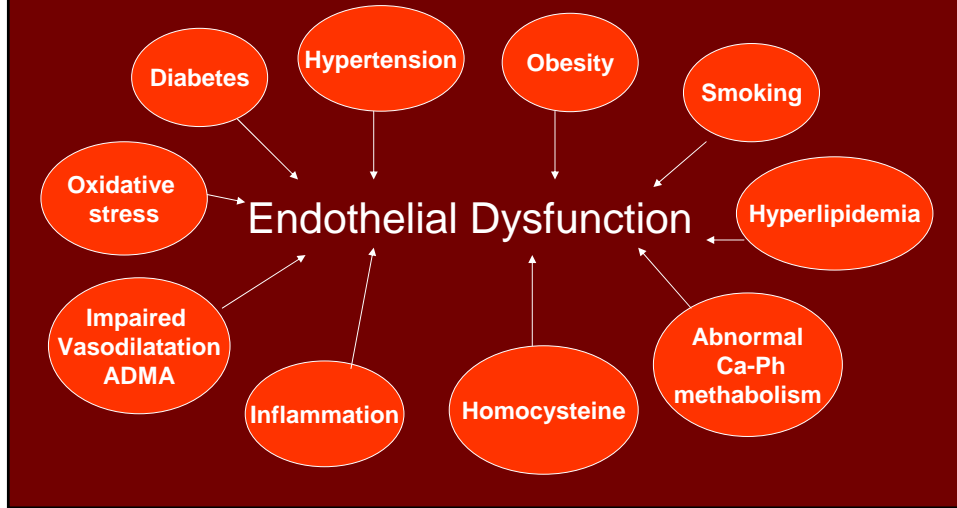 Diabetes
Hypertension
Obesity
Smoking
Oxidative
stress
Endothelial Dysfunction
Hyperlipidemia
Impaired
Vasodilatation
ADMA
Inflammation
Homocysteine
Abnormal
Ca-Ph
methabolism